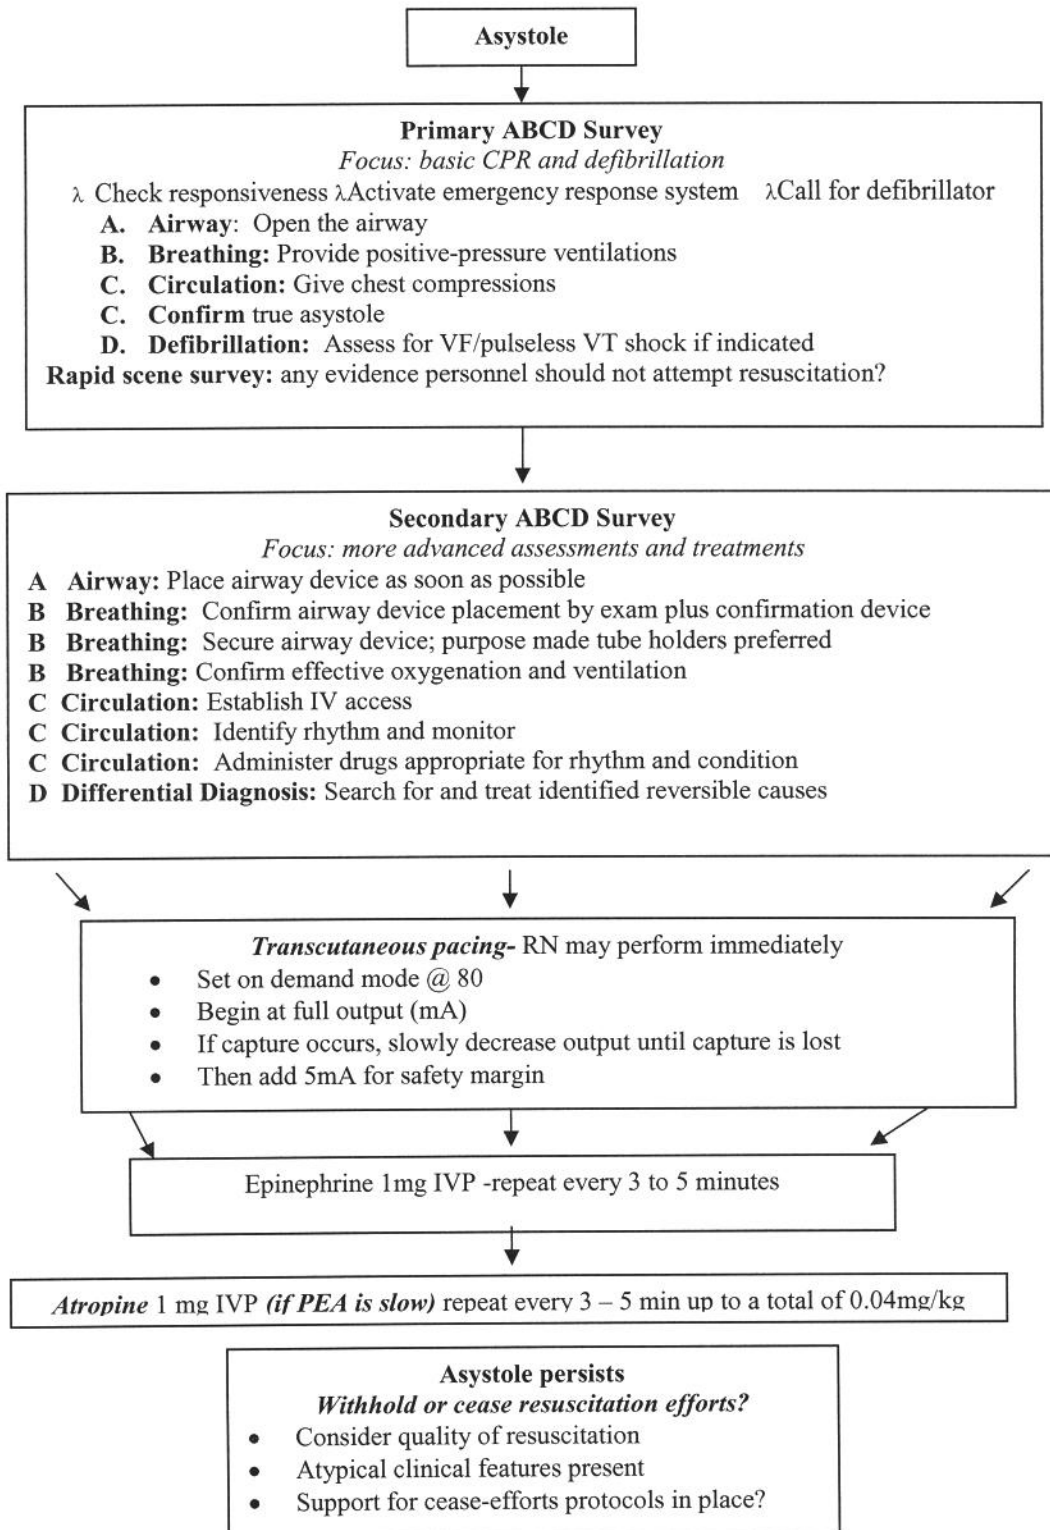 Asystole
Primary ABCD Survey
Focus: basic CPR and defibrillation
λ Check responsiveness λActivate emergency response system λCall for defibrillator
A. Airway: Open the airway
B. Breathing: Provide positive-pressure ventilations
C. Circulation: Give chest compressions
C. Confirm true asystole
D. Defibrillation: Assess for VF/pulseless VT shock if indicated
Rapid scene survey: any evidence personnel should not attempt resuscitation?
Secondary ABCD Survey
Focus: more advanced assessments and treatments
A Airway: Place airway device as soon as possible
B Breathing: Confirm airway device placement by exam plus confirmation device
B Breathing: Secure airway device; purpose made tube holders preferred
B Breathing: Confirm effective oxygenation and ventilation
C Circulation: Establish IV access
C Circulation: Identify rhythm and monitor
C Circulation: Administer drugs appropriate for rhythm and condition
D Differential Diagnosis: Search for and treat identified reversible causes
Transcutaneous pacing- RN may perform immediately
• Set on demand mode @ 80
• Begin at full output (mA)
• If capture occurs, slowly decrease output until capture is lost
• Then add 5mA for safety margin
Epinephrine 1mg IVP -repeat every 3 to 5 minutes
Atropine 1 mg IVP (if PEA is slow) repeat every 3 – 5 min up to a total of 0.04mg/kg
Asystole persists
Withhold or cease resuscitation efforts?
• Consider quality of resuscitation
• Atypical clinical features present
• Support for cease-efforts protocols in place?